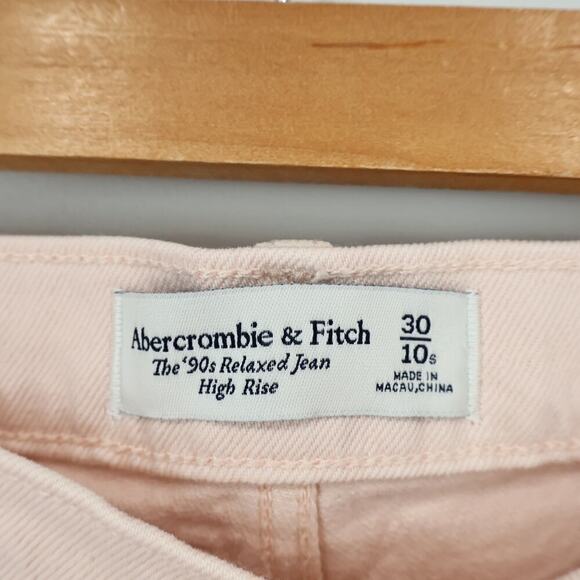 Abercrombie & Fitch
The '90s Relaxed Jean
High Rise
30
10s
MADE IN
MACAU,CHINA